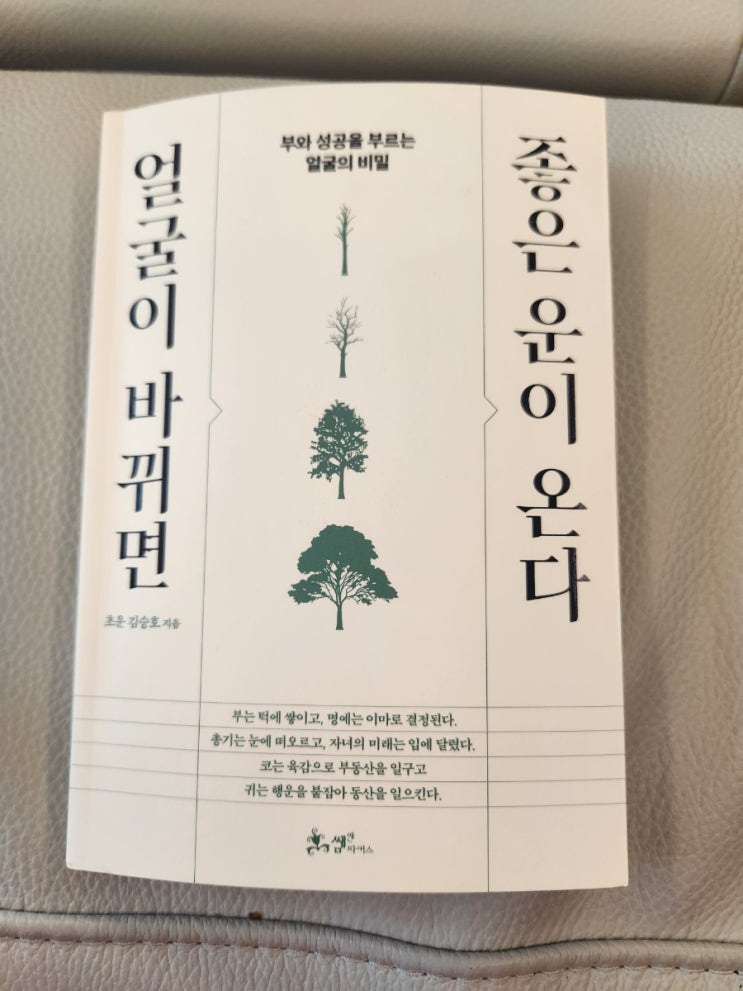 부와 성공을 부르는
얼굴의 비밀
얼굴이 바뀌면
좋은 운이 온다
초운 김승호 지음
부는 턱에 쌓이고, 명예는 이마로 결정된다.
총기는 눈에 떠오르고, 자녀의 미래는 입에 달렸다.
코는 육감으로 부동산을 일구고
귀는 행운을 붙잡아 동산을 일으킨다.
쌤앤파커스